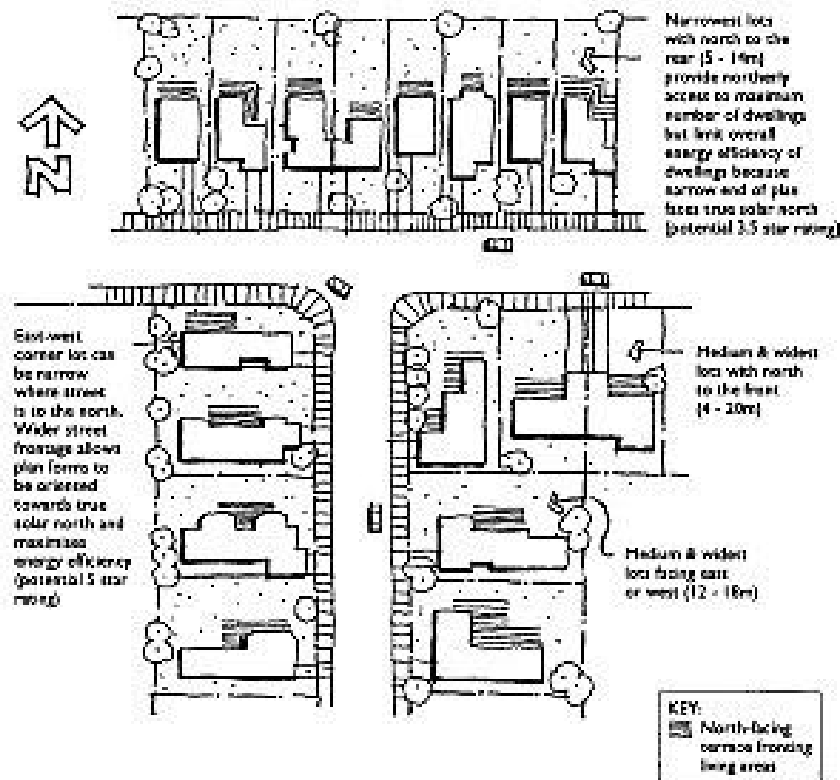 Narrowest lots
with north to the
rear (5 - 14m)
provide northerly
access to maximum
number of dwellings
but limit overall
energy efficiency of
dwellings because
narrow end of plan
faces true solar north
(potential 3.5 star rating)
N
East-west
corner lot can
be narrow
where street
is to the north.
Wider street
frontage allows
plan forms to
be oriented
towards true
solar north and
maximises
energy efficiency
(potential 5 star
rating)
Medium & widest
lots with north
to the front
(4 - 20m)
Medium & widest
lots facing east
or west (12 - 18m)
KEY:
North-facing
terrace fronting
living areas